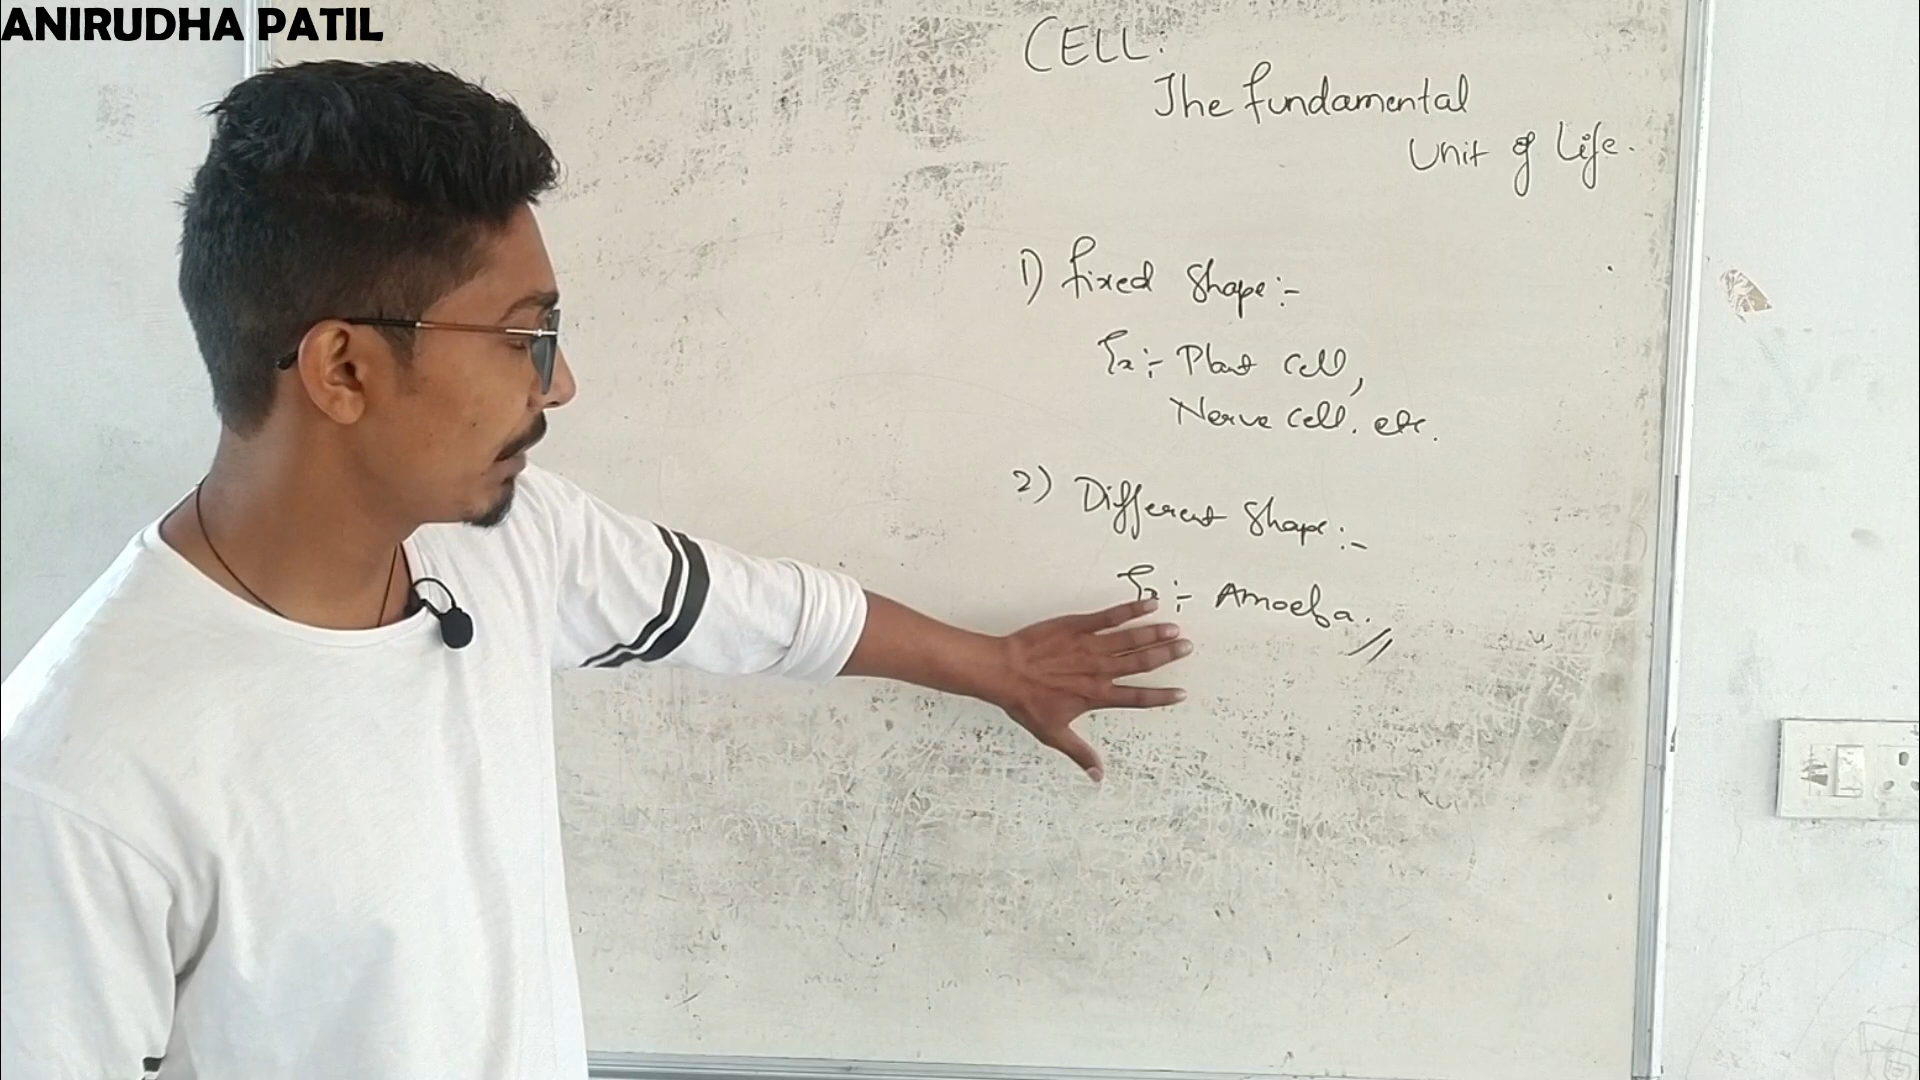 ANIRUDHA PATIL
CELL:
The fundamental
Unit of Life.
1) fixed Shape:-
Ex:- Plant Cell,
Nerve Cell. etc.
2) Different Shape:-
Ex:- Amoeba.